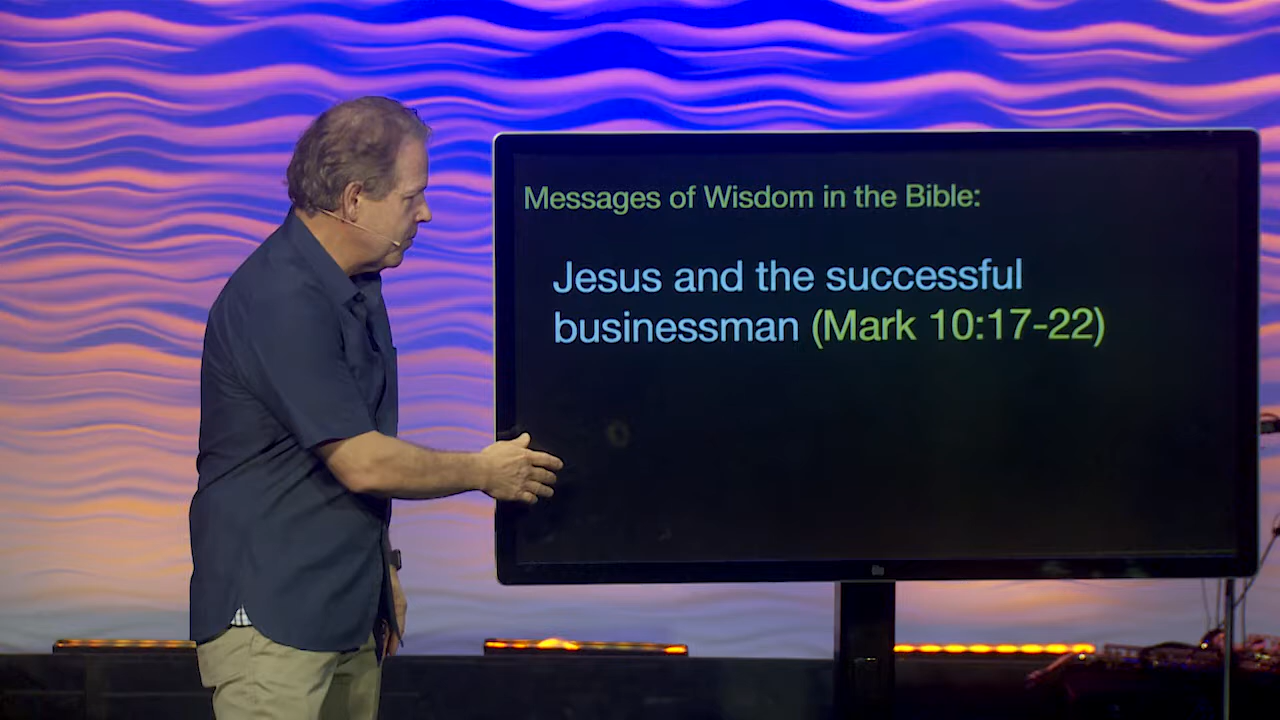 Messages of Wisdom in the Bible:
Jesus and the successful
businessman (Mark 10:17-22)